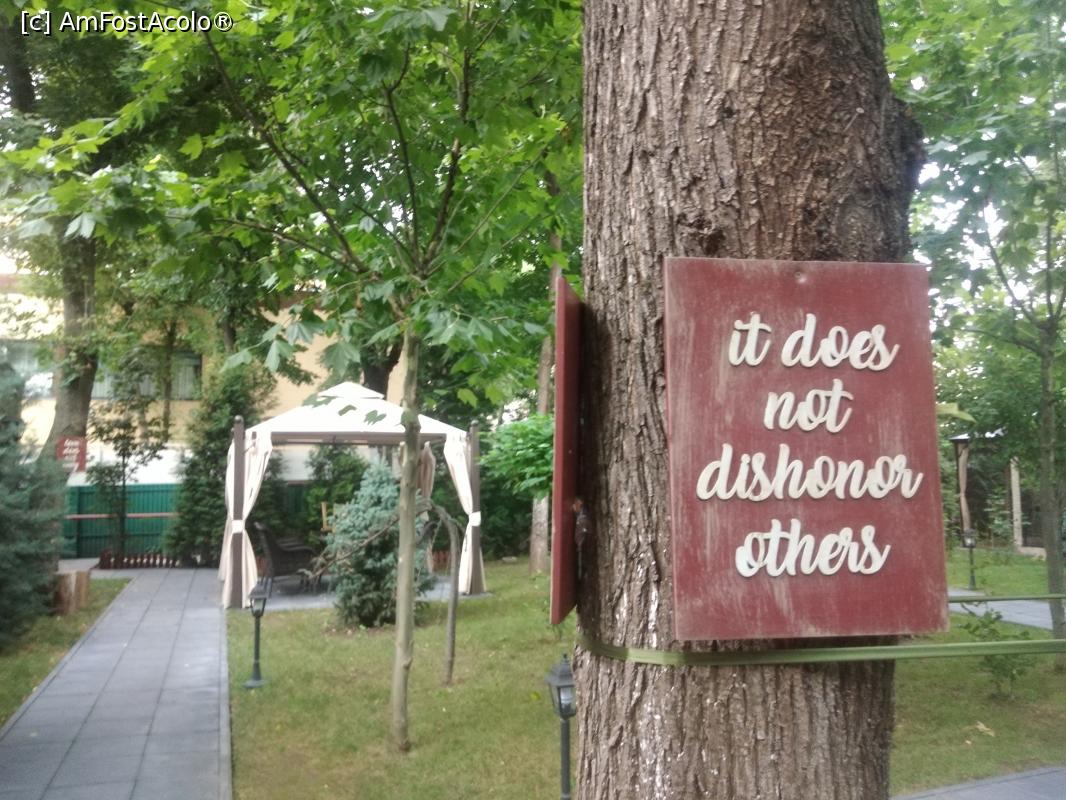 [c] AmFostAcolo®
it does
not
dishonor
others